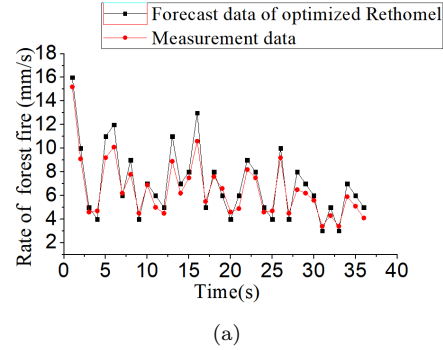 Forecast data of optimized Rethomel
Measurement data
Rate of forest fire (mm/s)
18
16
14
12
10
8
6
4
2
0 5 10 15 20 25 30 35 40
Time(s)
(a)